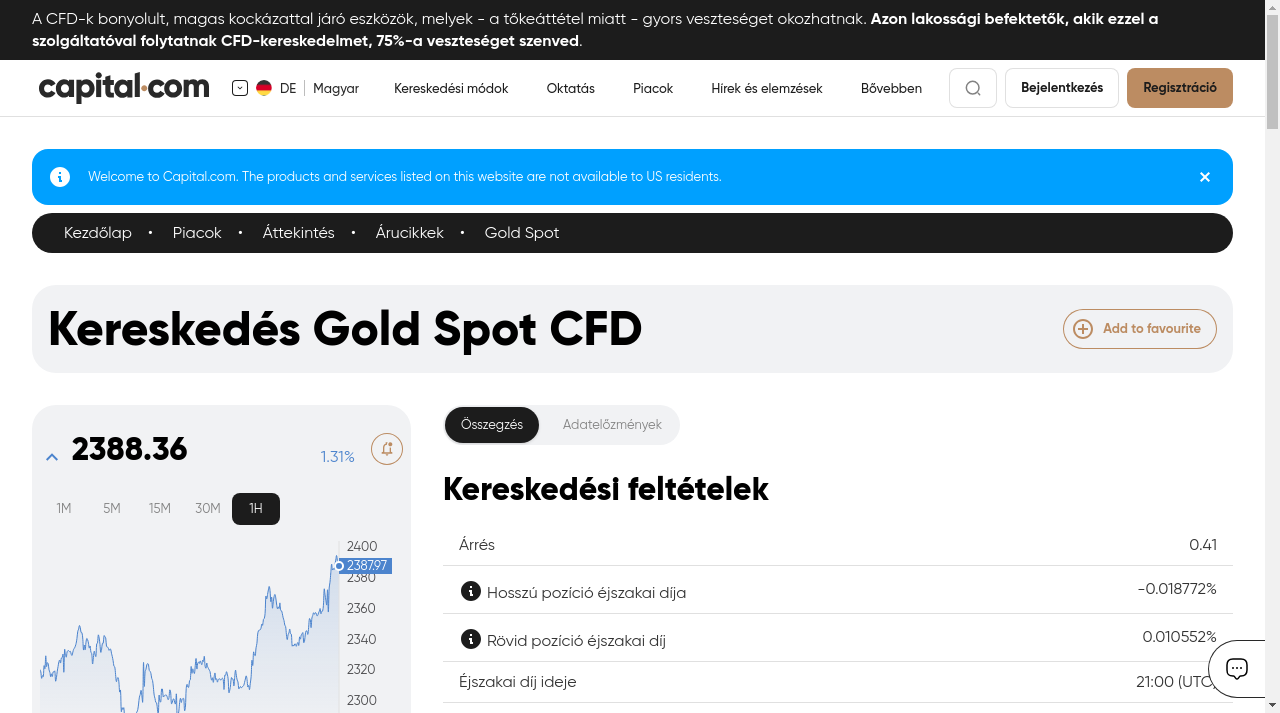 A CFD-k bonyolult, magas kockázattal járó eszközök, melyek - a tőkeáttétel miatt - gyors veszteséget okozhatnak. Azon lakossági befektetők, akik ezzel a
szolgáltatóval folytatnak CFD-kereskedelmet, 75%-a veszteséget szenved.
capital.com
DE
Magyar
Kereskedési módok
Oktatás
Piacok
Hírek és elemzések
Bővebben
Bejelentkezés
Regisztráció
Welcome to Capital.com. The products and services listed on this website are not available to US residents.
Kezdőlap • Piacok • Áttekintés • Árucikkek • Gold Spot
Kereskedés Gold Spot CFD
Add to favourite
2388.36
1.31%
1M 5M 15M 30M 1H
2400
2387.97
2380
2360
2340
2320
2300
Összegzés
Adatelőzmények
Kereskedési feltételek
Árrés 0.41
Hosszú pozíció éjszakai díja -0.018772%
Rövid pozíció éjszakai díj 0.010552%
Éjszakai díj ideje 21:00 (UTC)